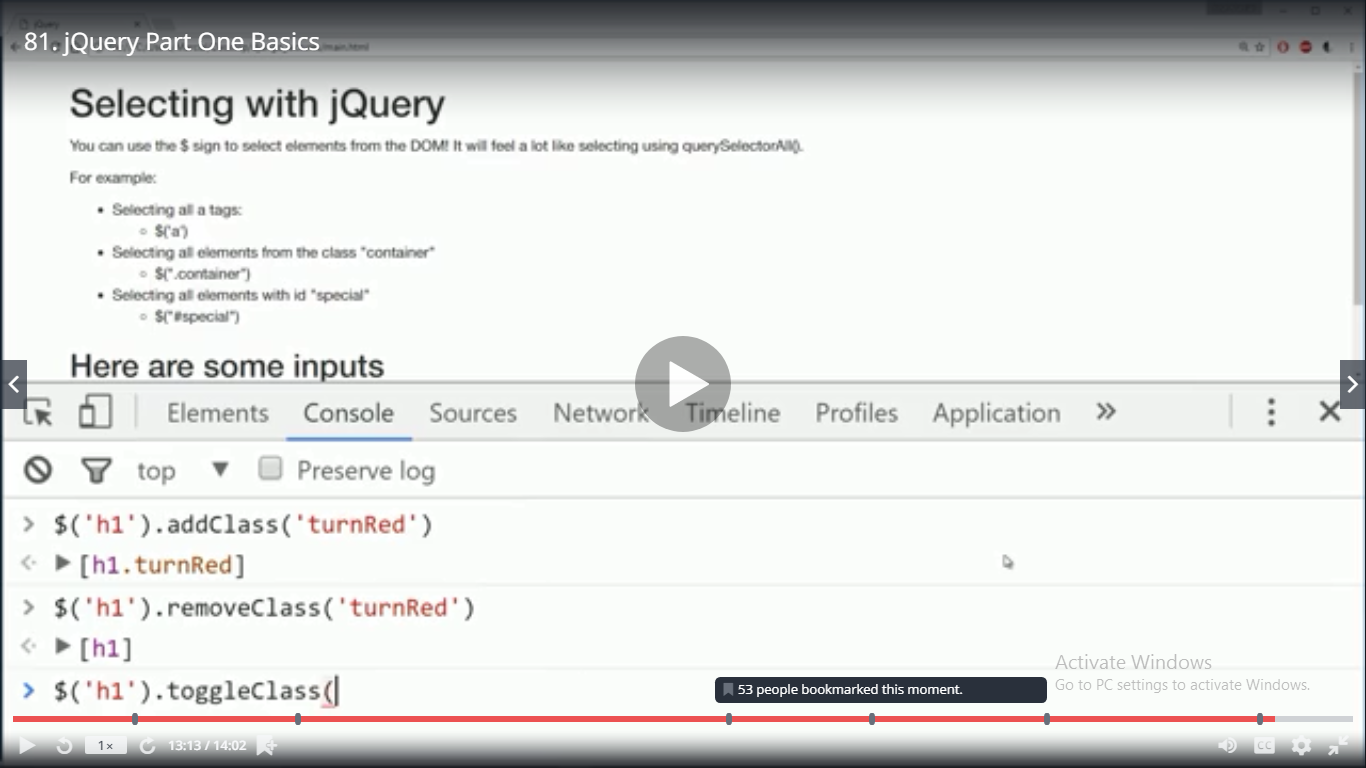 jQuery
81. jQuery Part One Basics
/main.html
Selecting with jQuery
You can use the $ sign to select elements from the DOM! It will feel a lot like selecting using querySelectorAll().
For example:
Selecting all a tags:
$('a')
Selecting all elements from the class "container"
$(".container")
Selecting all elements with id "special"
$("#special")
Here are some inputs
Elements Console Sources Network Timeline Profiles Application »
top ▼ Preserve log
> $('h1').addClass('turnRed')
[h1.turnRed]
> $('h1').removeClass('turnRed')
[h1]
> $('h1').toggleClass(
Activate Windows
Go to PC settings to activate Windows.
53 people bookmarked this moment.
1x 13:13 / 14:02 CC